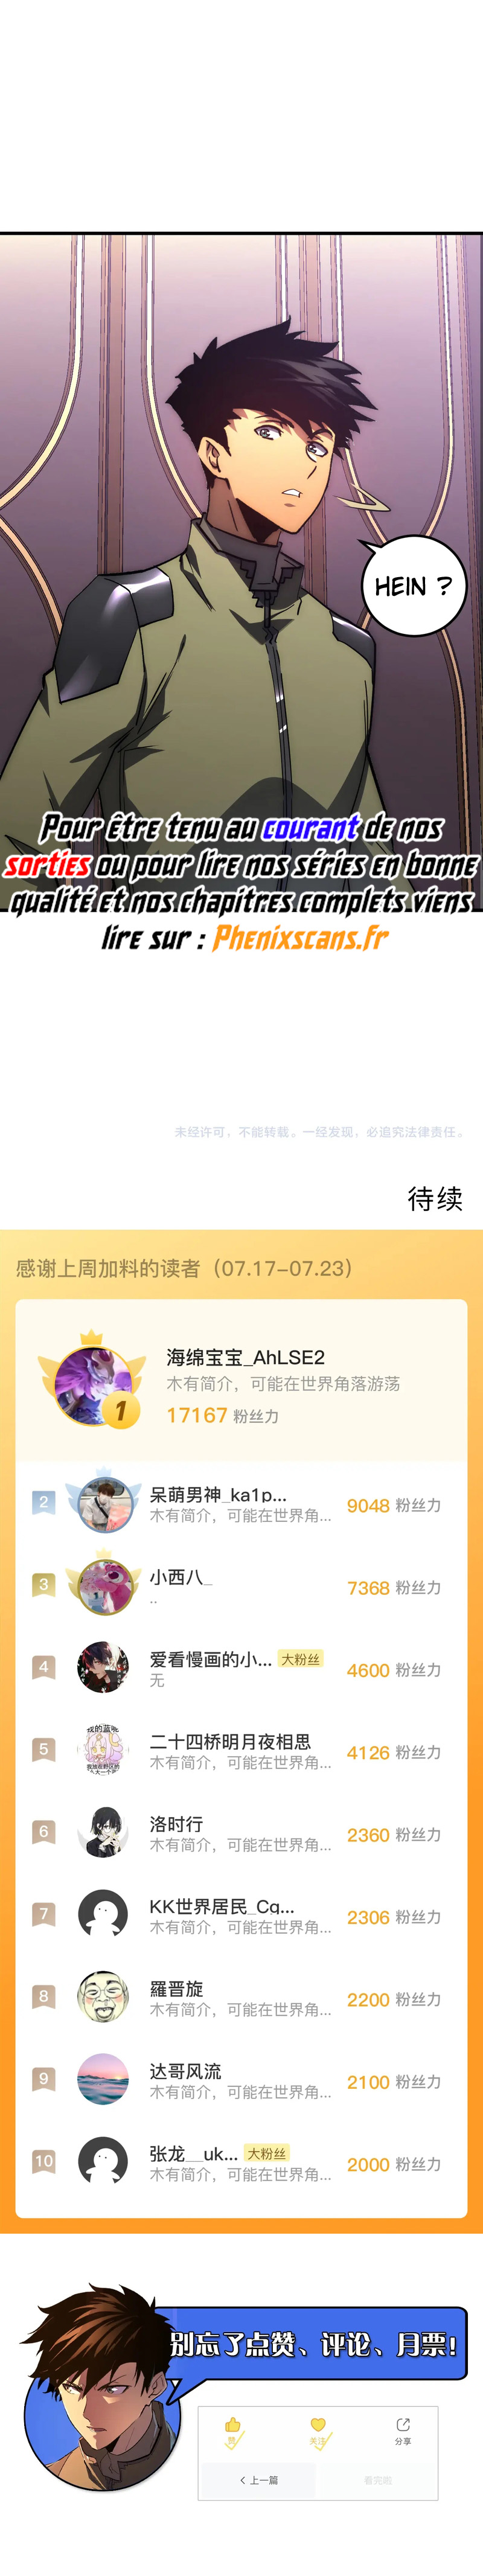 HEIN ?
Pour être tenu au courant de nos
sorties ou pour lire nos séries en bonne
qualité et nos chapitres complets viens
lire sur : Phenixscans.fr
未经许可，不能转载。一经发现，必追究法律责任。
待续
感谢上周加料的读者（07.17-07.23）
海绵宝宝_AhLSE2
木有简介，可能在世界角落游荡
1
17167 粉丝力
2
呆萌男神_ka1p...
木有简介，可能在世界角...
9048 粉丝力
3
小西八_
..
7368 粉丝力
4
爱看慢画的小... 大粉丝
无
4600 粉丝力
5
二十四桥明月夜相思
木有简介，可能在世界角...
4126 粉丝力
6
洛时行
木有简介，可能在世界角...
2360 粉丝力
7
KK世界居民_Cq...
木有简介，可能在世界角...
2306 粉丝力
8
羅晋旋
木有简介，可能在世界角...
2200 粉丝力
9
达哥风流
木有简介，可能在世界角...
2100 粉丝力
10
张龙__uk... 大粉丝
木有简介，可能在世界角...
2000 粉丝力
别忘了点赞、评论、月票!
赞 关注 分享
< 上一篇 看完啦